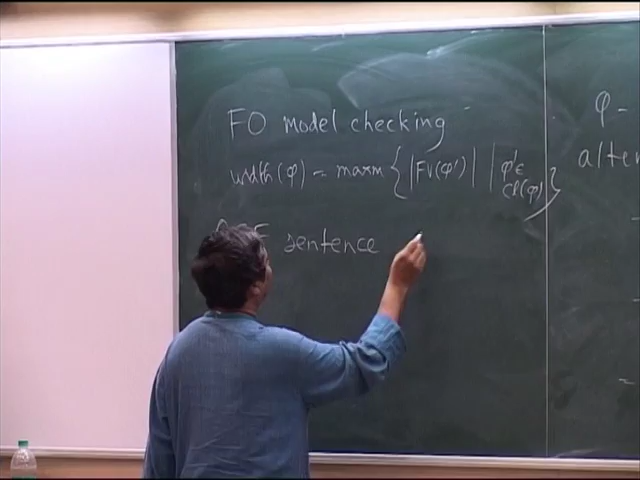 FO model checking
width(φ) = maxm { |FV(φ')| | φ' ∈ cl(φ) }
sentence
φ -
alter